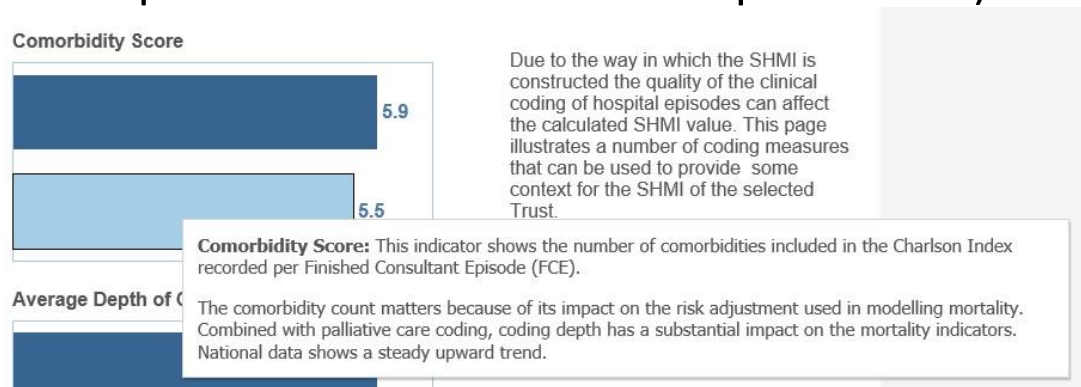 Comorbidity Score
5.9
5.5
Due to the way in which the SHMI is
constructed the quality of the clinical
coding of hospital episodes can affect
the calculated SHMI value. This page
illustrates a number of coding measures
that can be used to provide some
context for the SHMI of the selected
Trust.
Comorbidity Score: This indicator shows the number of comorbidities included in the Charlson Index
recorded per Finished Consultant Episode (FCE).
The comorbidity count matters because of its impact on the risk adjustment used in modelling mortality.
Combined with palliative care coding, coding depth has a substantial impact on the mortality indicators.
National data shows a steady upward trend.
Average Depth of